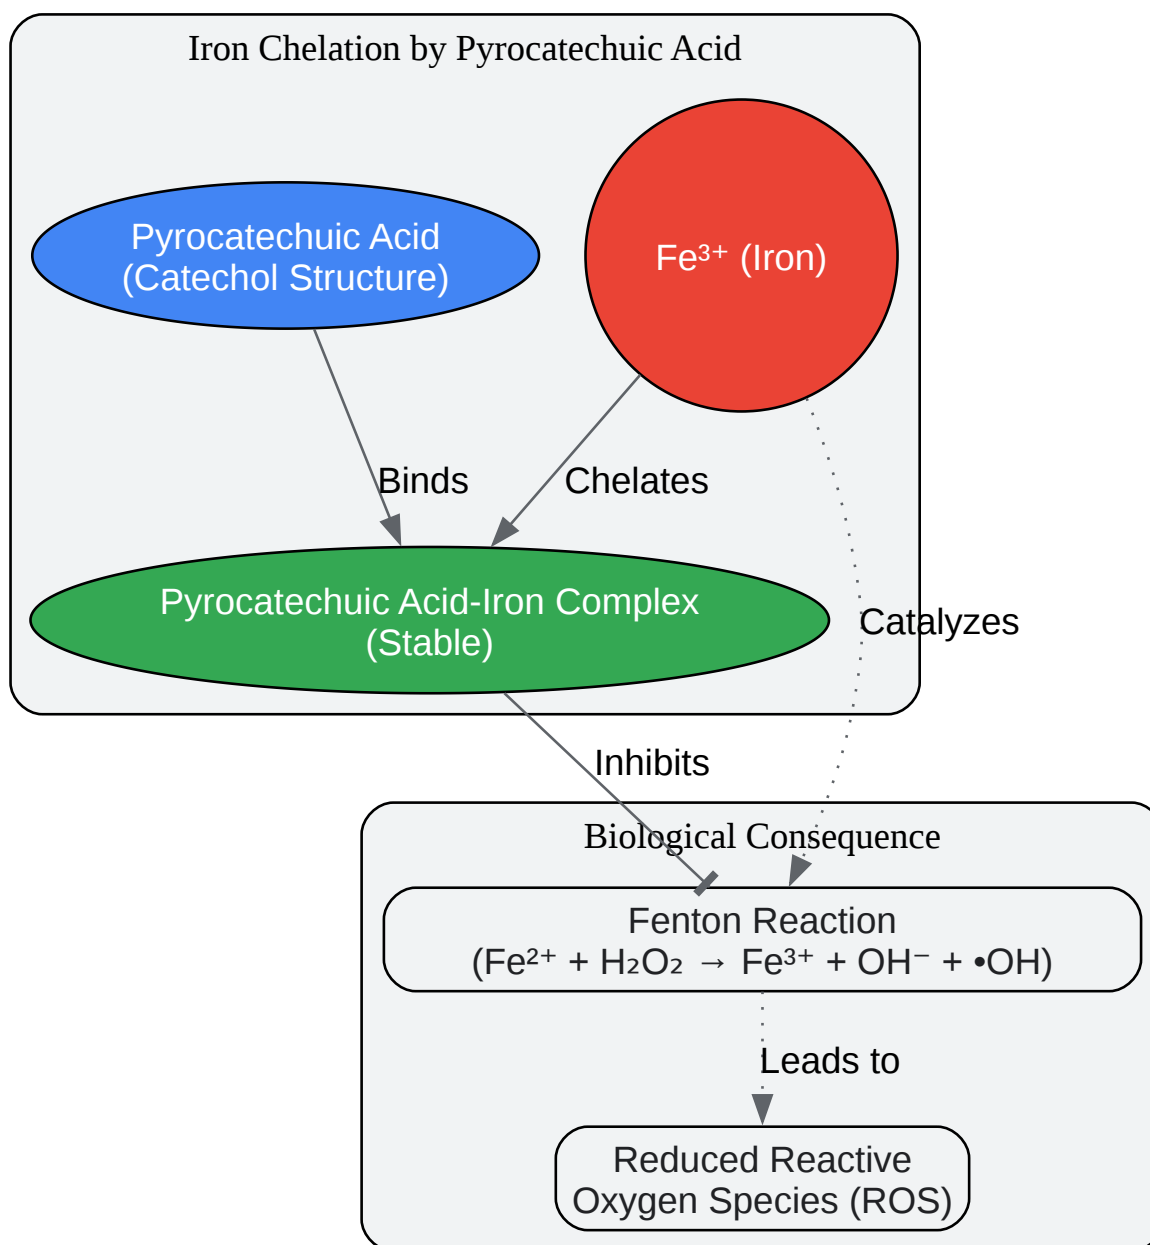 Iron Chelation by Pyrocatechuic Acid
Pyrocatechuic Acid
(Catechol Structure)
Fe³⁺ (Iron)
Binds
Chelates
Pyrocatechuic Acid-Iron Complex
(Stable)
Catalyzes
Inhibits
Biological Consequence
Fenton Reaction
(Fe²⁺ + H₂O₂ → Fe³⁺ + OH⁻ + •OH)
Leads to
Reduced Reactive
Oxygen Species (ROS)